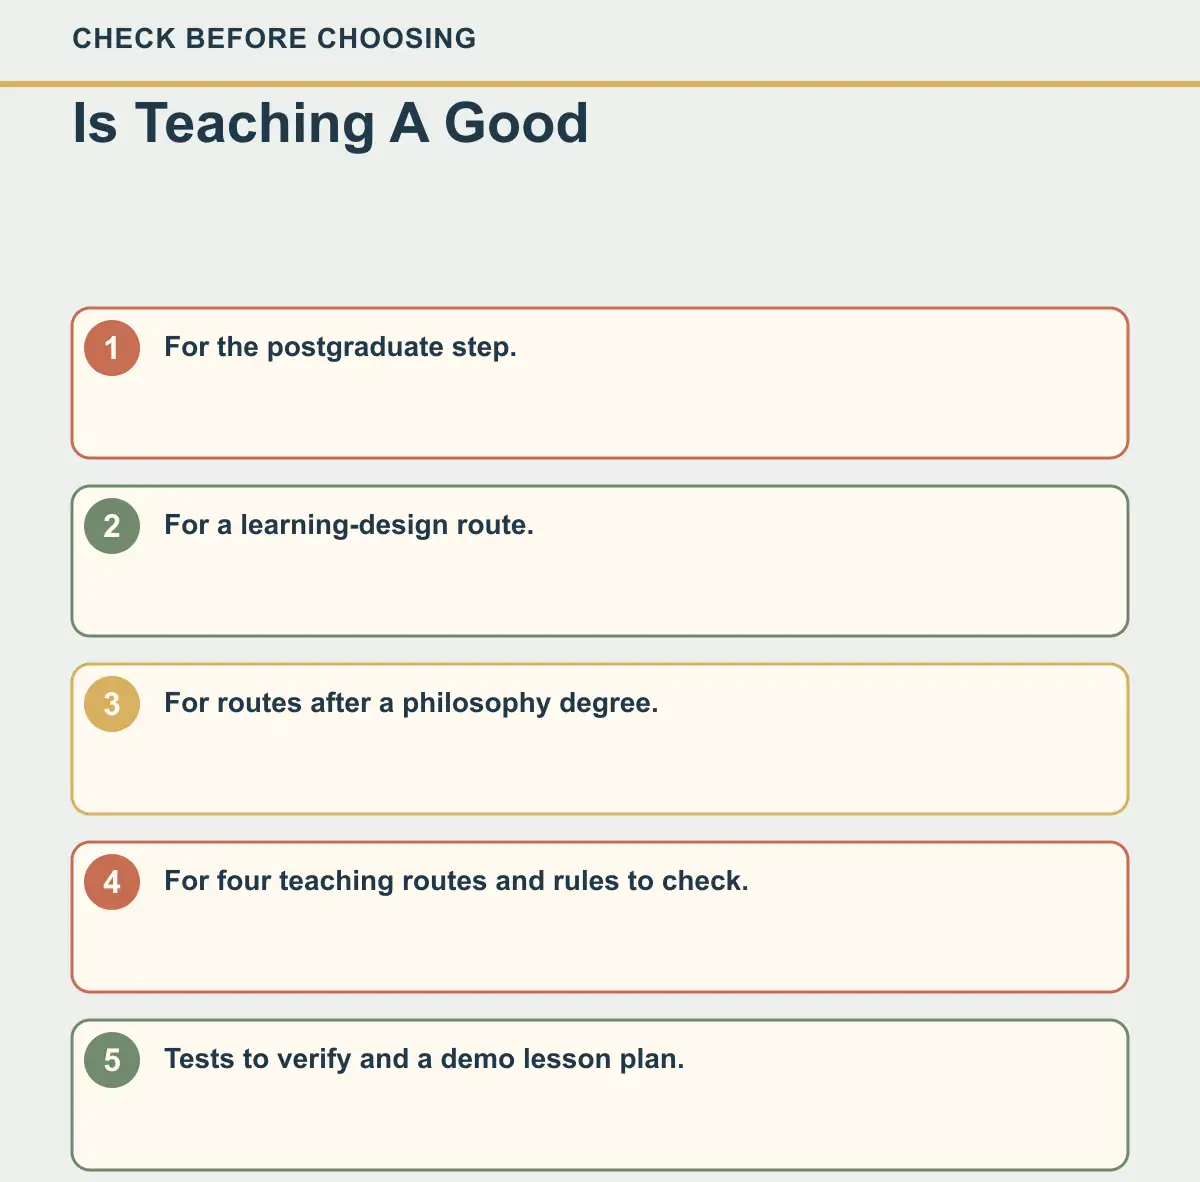 CHECK BEFORE CHOOSING
Is Teaching A Good
1 For the postgraduate step.
2 For a learning-design route.
3 For routes after a philosophy degree.
4 For four teaching routes and rules to check.
5 Tests to verify and a demo lesson plan.